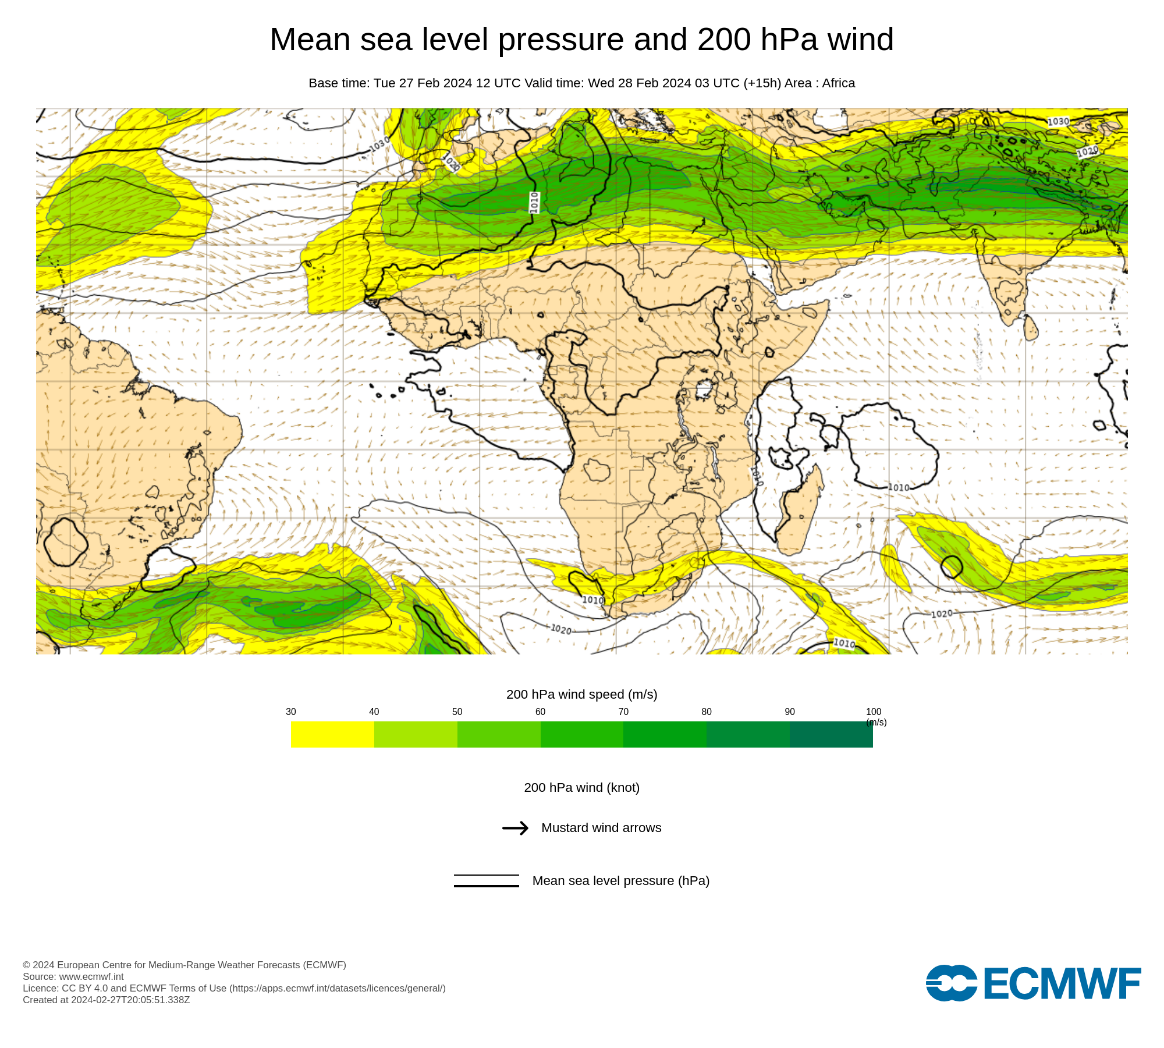 Mean sea level pressure and 200 hPa wind
Base time: Tue 27 Feb 2024 12 UTC Valid time: Wed 28 Feb 2024 03 UTC (+15h) Area : Africa
1030
1030
1020
1020
1010
1010
1010
1010
1020
1020
1010
200 hPa wind speed (m/s)
30 40 50 60 70 80 90 100
(m/s)
200 hPa wind (knot)
Mustard wind arrows
Mean sea level pressure (hPa)
© 2024 European Centre for Medium-Range Weather Forecasts (ECMWF)
Source: www.ecmwf.int
Licence: CC BY 4.0 and ECMWF Terms of Use (https://apps.ecmwf.int/datasets/licences/general/)
Created at 2024-02-27T20:05:51.338Z
ECMWF